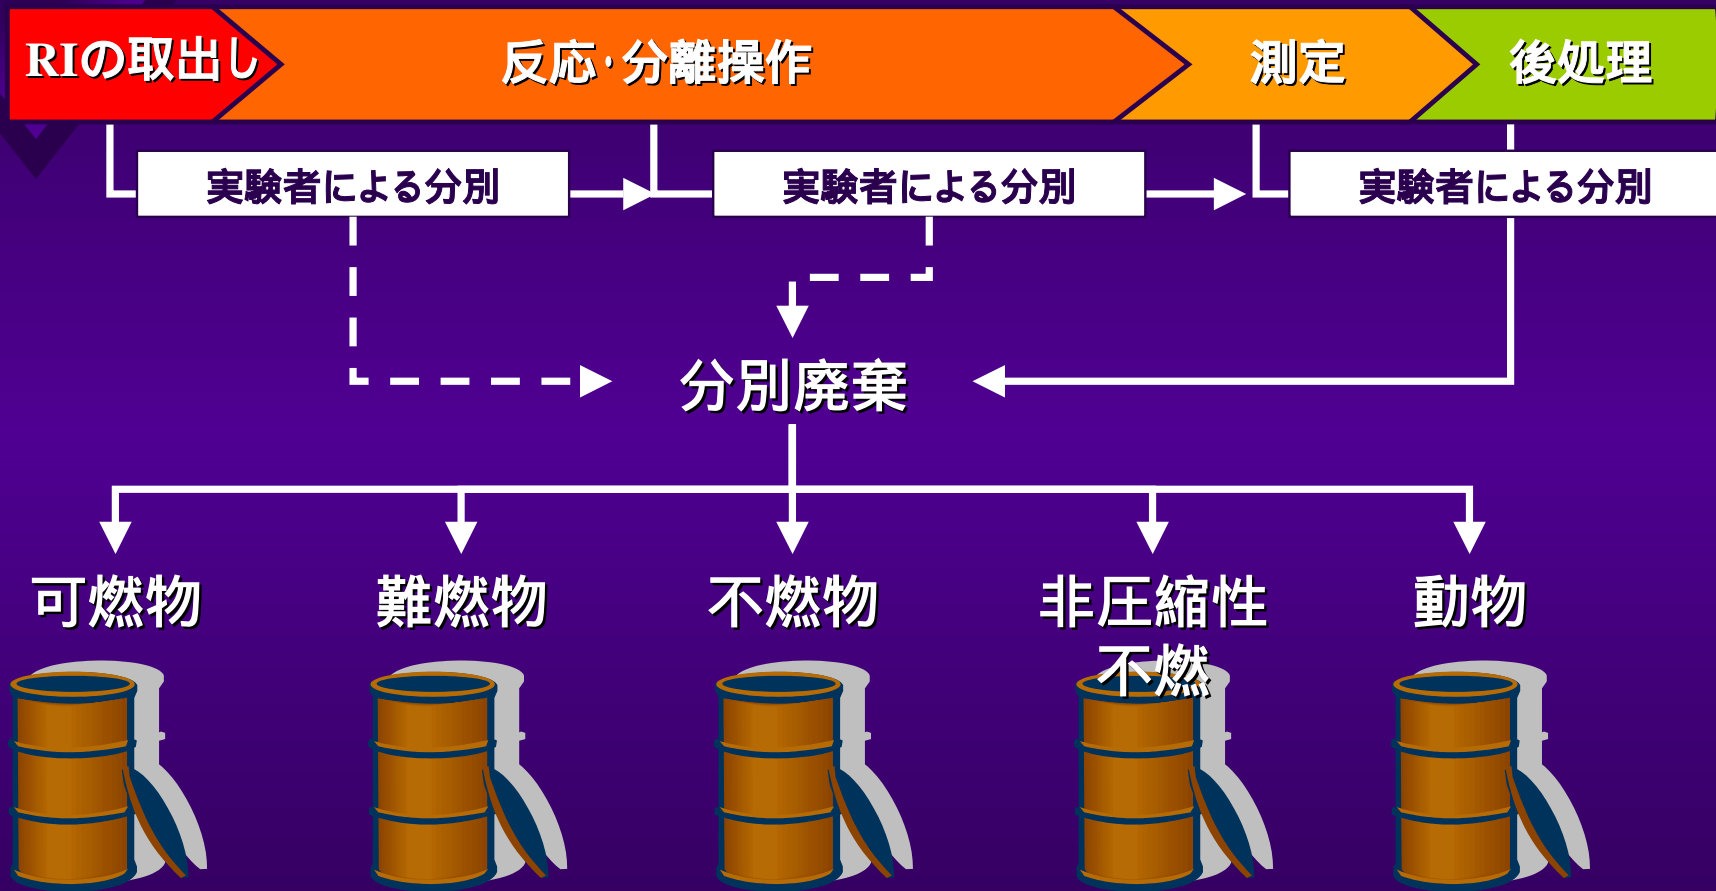 RIの取出し
反応・分離操作
測定
後処理
実験者による分別
実験者による分別
実験者による分別
分別廃棄
可燃物
難燃物
不燃物
非圧縮性
不燃
動物